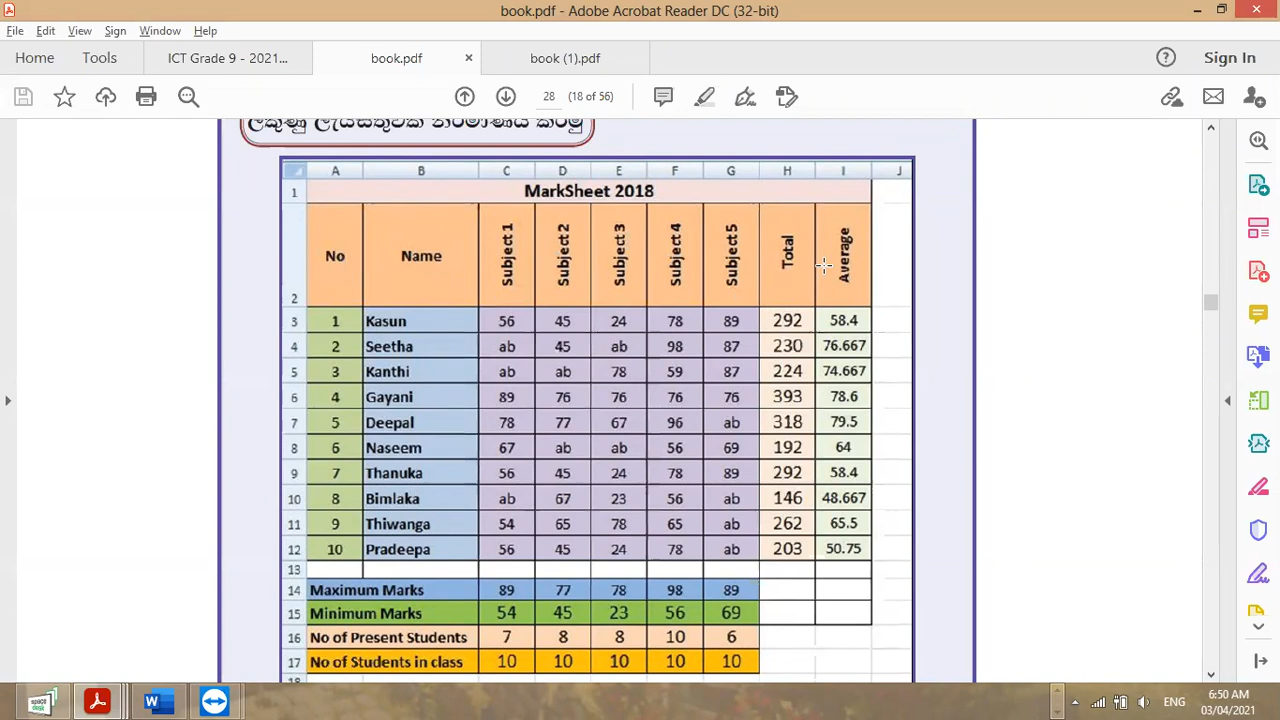 book.pdf - Adobe Acrobat Reader DC (32-bit)
File Edit View Sign Window Help
Home Tools ICT Grade 9 - 2021... book.pdf × book (1).pdf Sign In
28 (18 of 56)
ලකුණු ලැයිස්තුවක් නිර්මාණය කරමු
A B C D E F G H I J
1 MarkSheet 2018
2 No Name Subject 1 Subject 2 Subject 3 Subject 4 Subject 5 Total Average
3 1 Kasun 56 45 24 78 89 292 58.4
4 2 Seetha ab 45 ab 98 87 230 76.667
5 3 Kanthi ab ab 78 59 87 224 74.667
6 4 Gayani 89 76 76 76 76 393 78.6
7 5 Deepal 78 77 67 96 ab 318 79.5
8 6 Naseem 67 ab ab 56 69 192 64
9 7 Thanuka 56 45 24 78 89 292 58.4
10 8 Bimlaka ab 67 23 56 ab 146 48.667
11 9 Thiwanga 54 65 78 65 ab 262 65.5
12 10 Pradeepa 56 45 24 78 ab 203 50.75
13
14 Maximum Marks 89 77 78 98 89
15 Minimum Marks 54 45 23 56 69
16 No of Present Students 7 8 8 10 6
17 No of Students in class 10 10 10 10 10
18
spacedesk ENG 6:50 AM
03/04/2021